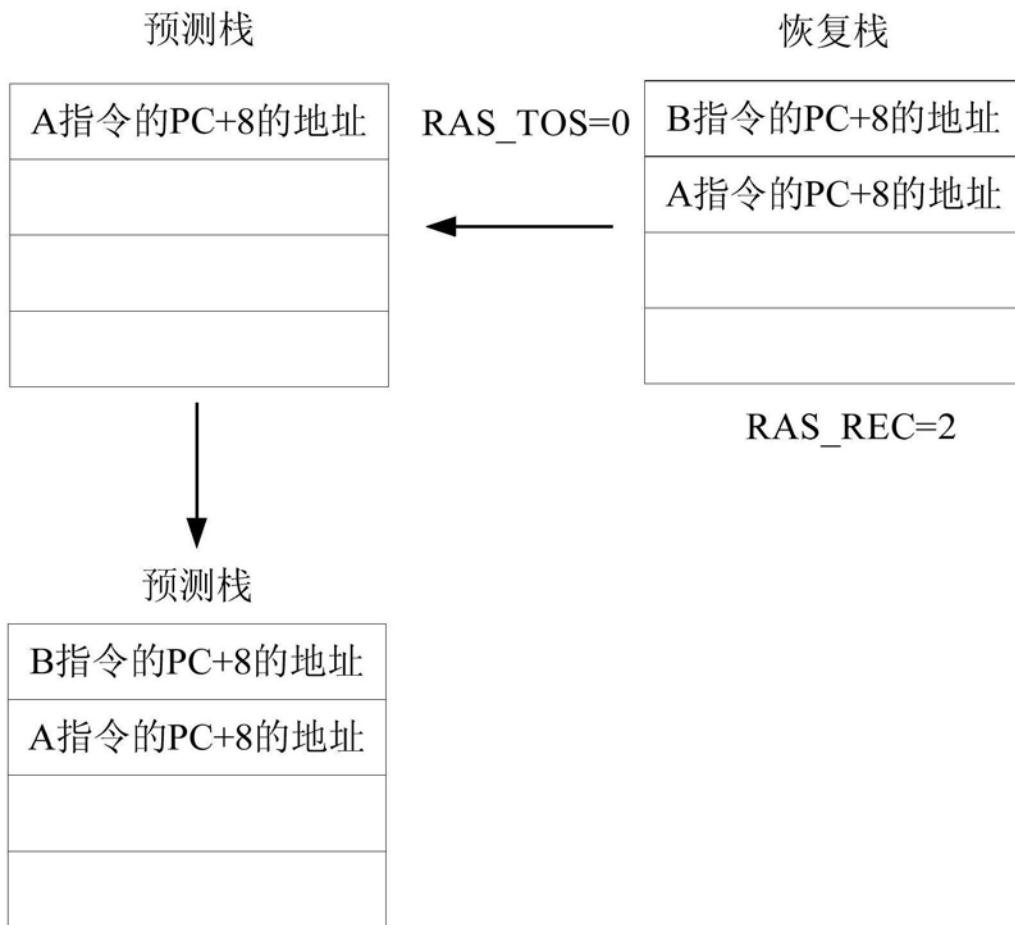 预测栈
恢复栈
A指令的PC+8的地址
RAS_TOS=0
B指令的PC+8的地址
A指令的PC+8的地址
RAS_REC=2
预测栈
B指令的PC+8的地址
A指令的PC+8的地址